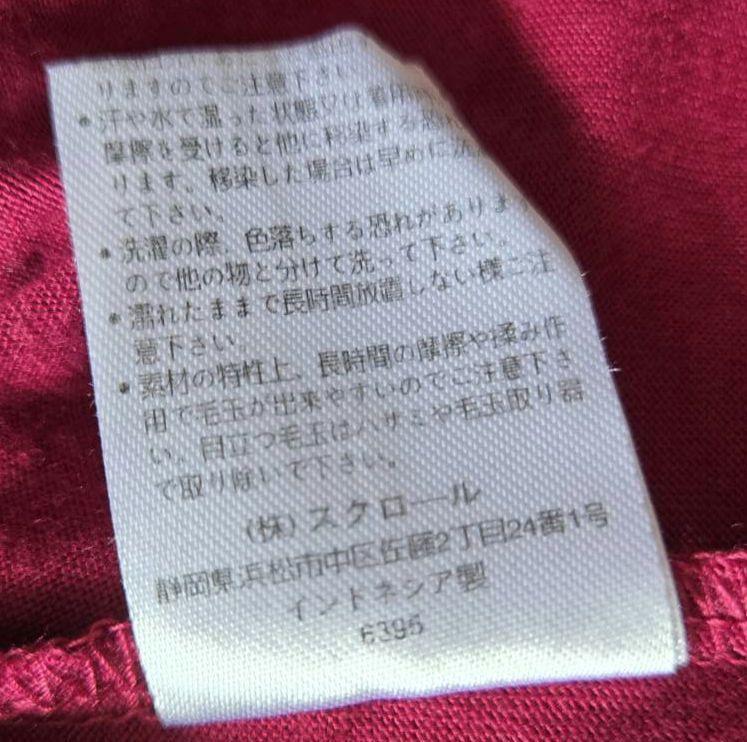 りますのでご注意下さい
•汗や水で湿った状態又は着用
摩擦を受けると他に移染する恐
ります。移染した場合は早めに洗
て下さい。
•洗濯の際、色落ちする恐れがあります
ので他の物と分けて洗って下さい。
•濡れたままで長時間放置しない様ご注
意下さい
•素材の特性上、長時間の摩擦や揉み作
用で毛玉が出来やすいのでご注意下さ
い。目立つ毛玉はハサミや毛玉取り器
で取り除いて下さい。
(株)スクロール
静岡県浜松市中区佐藤2丁目24番1号
インドネシア製
6395